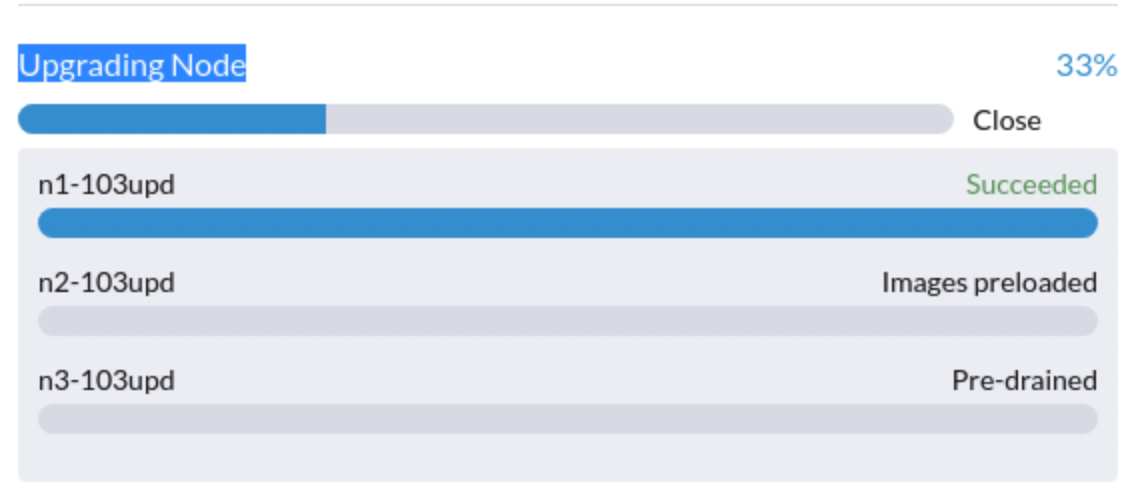 Upgrading Node 33%
Close
n1-103upd Succeeded
n2-103upd Images preloaded
n3-103upd Pre-drained